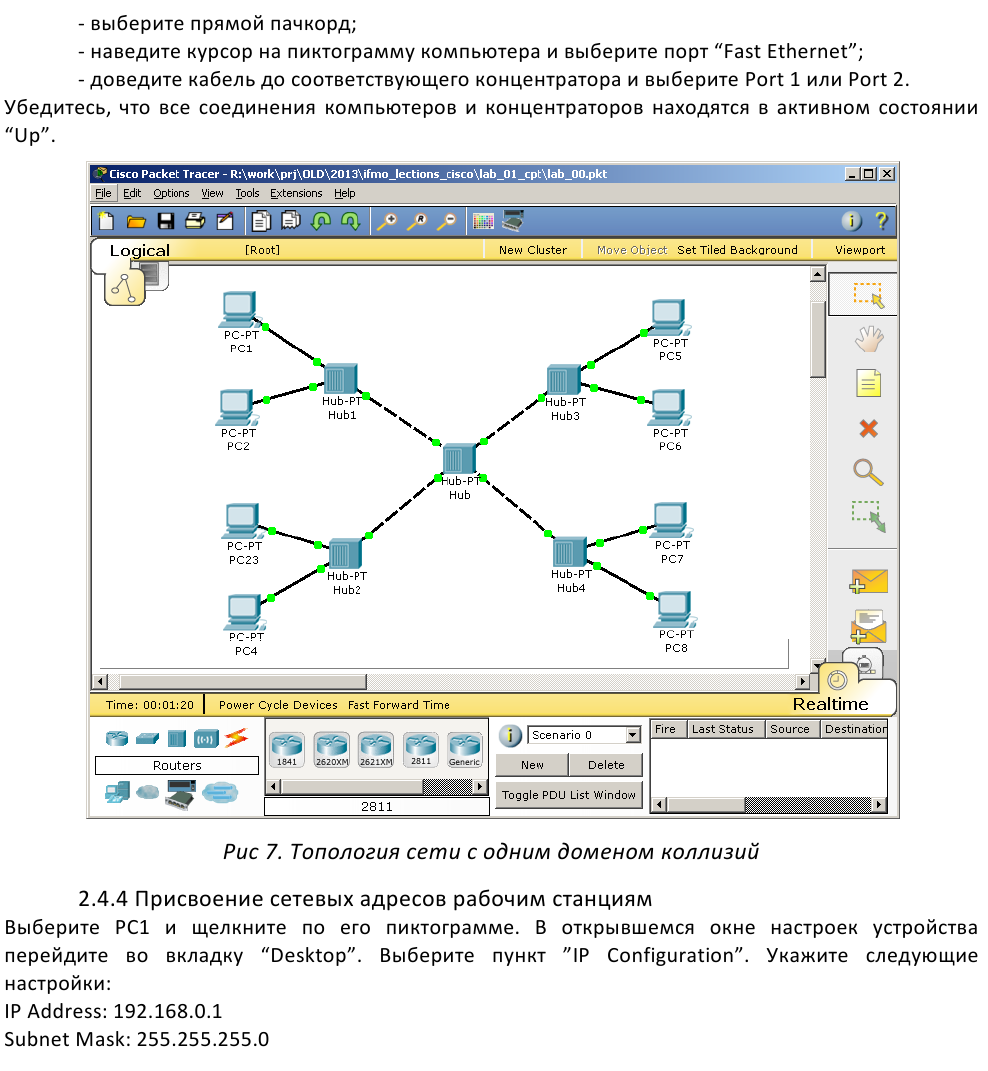 - выберите прямой пачкорд;
- наведите курсор на пиктограмму компьютера и выберите порт “Fast Ethernet”;
- доведите кабель до соответствующего концентратора и выберите Port 1 или Port 2.
Убедитесь, что все соединения компьютеров и концентраторов находятся в активном состоянии
“Up”.
Cisco Packet Tracer - R:\work\prj\OLD\2013\ifmo_lections_cisco\lab_01_cpt\lab_00.pkt
File Edit Options View Tools Extensions Help
Logical [Root] New Cluster Move Object Set Tiled Background Viewport
PC-PT
PC1
PC-PT
PC5
Hub-PT
Hub1
Hub-PT
Hub3
PC-PT
PC2
PC-PT
PC6
Hub-PT
Hub
PC-PT
PC23
PC-PT
PC7
Hub-PT
Hub2
Hub-PT
Hub4
PC-PT
PC4
PC-PT
PC8
Time: 00:01:20 Power Cycle Devices Fast Forward Time Realtime
Routers
1841 2620XM 2621XM 2811 Generic
2811
Scenario 0
New Delete
Toggle PDU List Window
Fire Last Status Source Destination
Рис 7. Топология сети с одним доменом коллизий
2.4.4 Присвоение сетевых адресов рабочим станциям
Выберите PC1 и щелкните по его пиктограмме. В открывшемся окне настроек устройства
перейдите во вкладку “Desktop”. Выберите пункт ”IP Configuration”. Укажите следующие
настройки:
IP Address: 192.168.0.1
Subnet Mask: 255.255.255.0